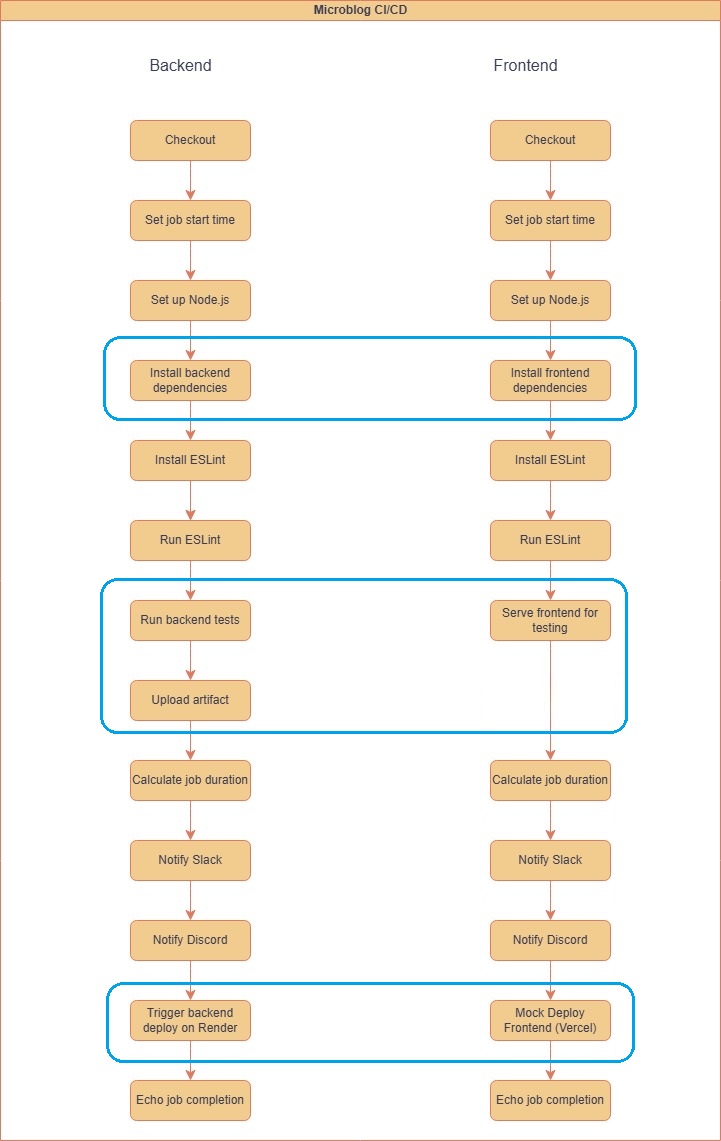 Microblog CI/CD
Backend
Frontend
Checkout
Set job start time
Set up Node.js
Install backend
dependencies
Install ESLint
Run ESLint
Run backend tests
Upload artifact
Calculate job duration
Notify Slack
Notify Discord
Trigger backend
deploy on Render
Echo job completion
Checkout
Set job start time
Set up Node.js
Install frontend
dependencies
Install ESLint
Run ESLint
Serve frontend for
testing
Calculate job duration
Notify Slack
Notify Discord
Mock Deploy
Frontend (Vercel)
Echo job completion